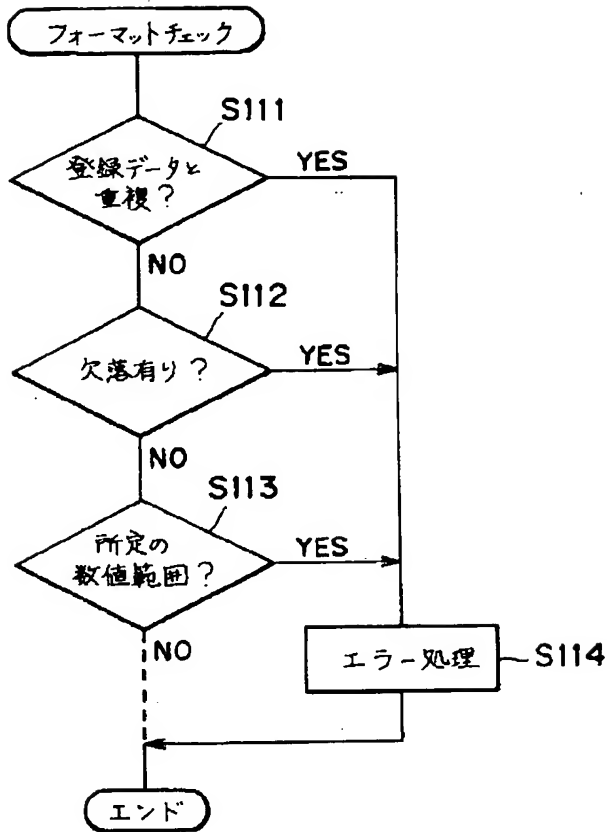 フォーマットチェック
S111
登録データと
重複?
YES
NO
S112
欠落有り?
YES
NO
S113
所定の
数値範囲?
YES
NO
エラー処理
S114
エンド